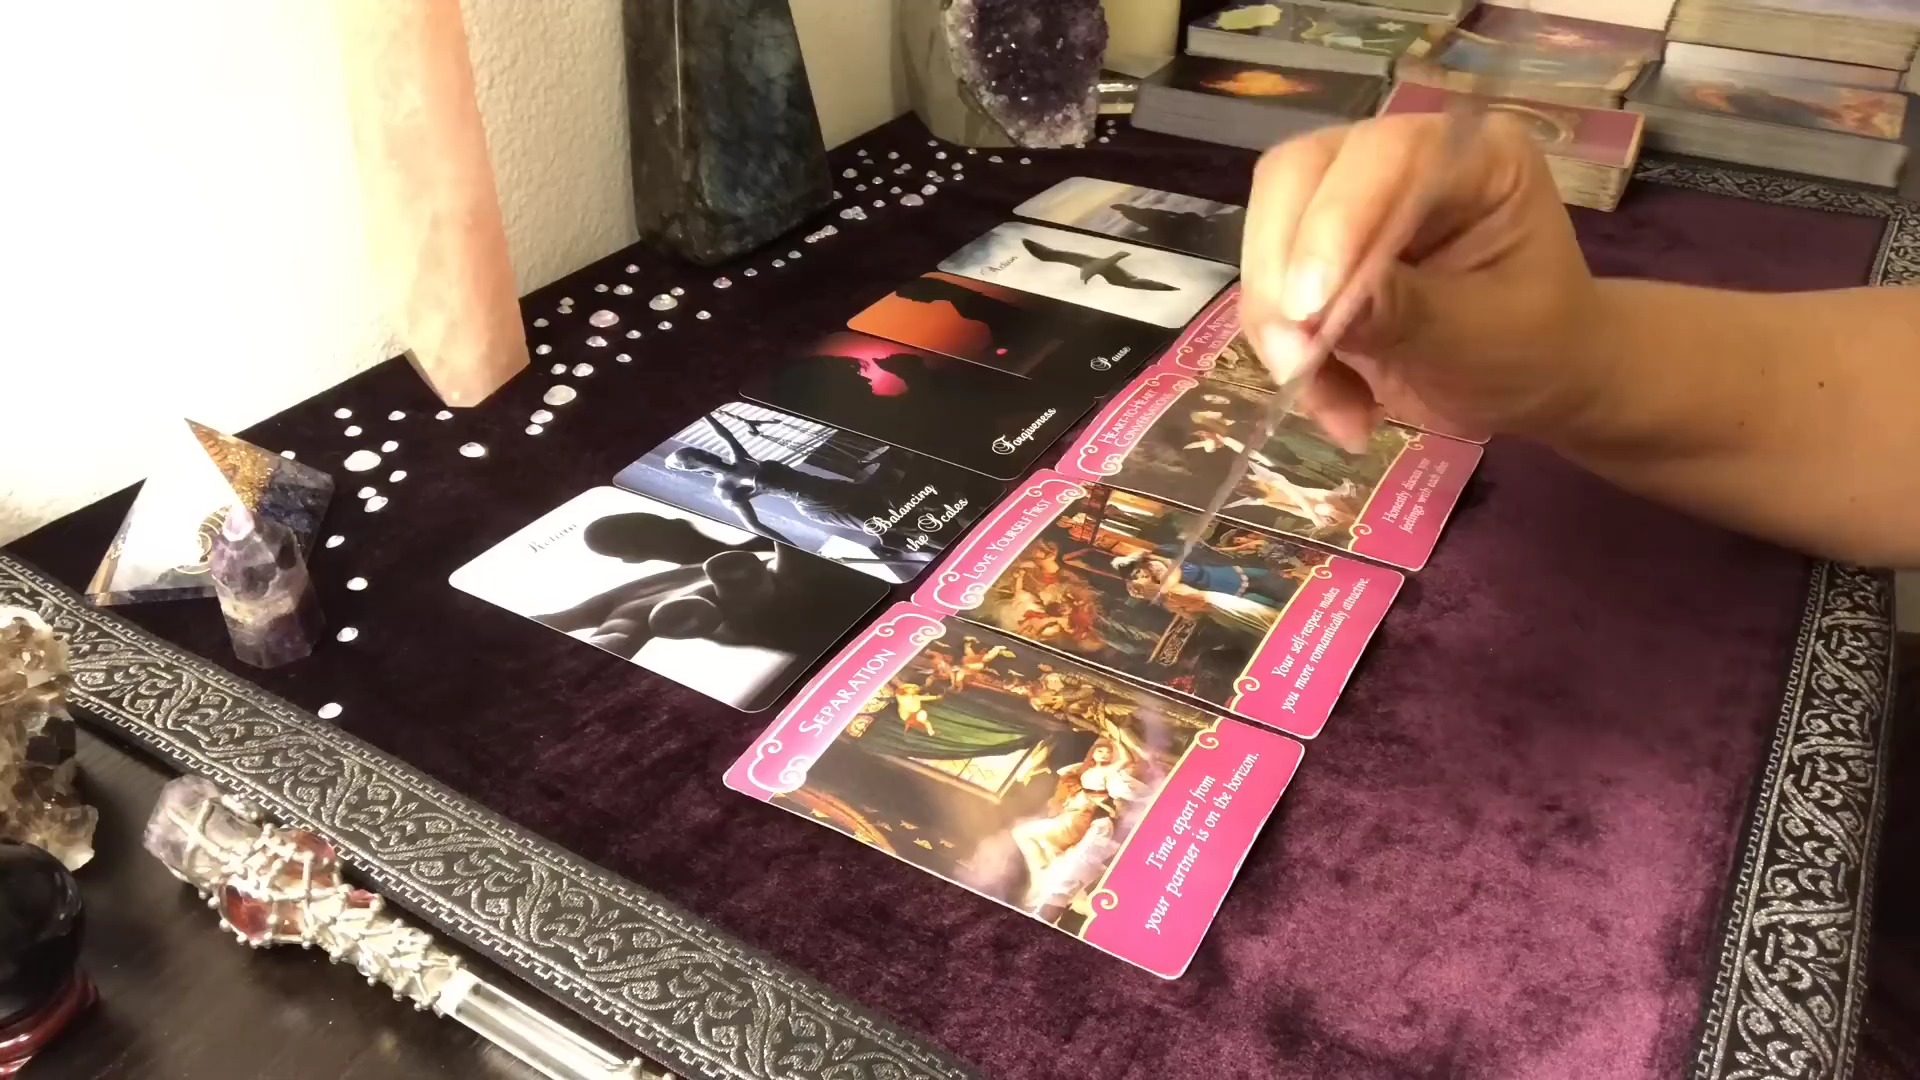 Action
Pause
Forgiveness
Balancing
the Scales
Return
PAY ATTENTION
HEART-TO-HEART
CONVERSATION
Honestly discuss your
feelings with each other.
LOVE YOURSELF FIRST
Your self-respect makes
you more romantically attractive.
SEPARATION
Time apart from
your partner is on the horizon.